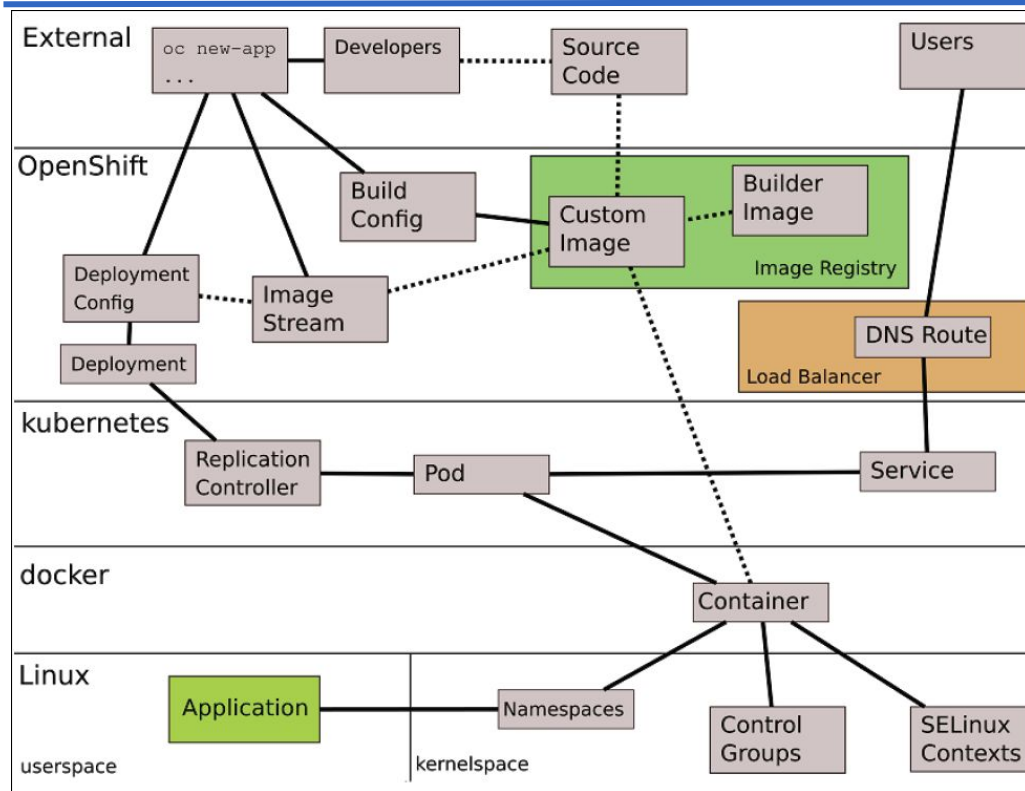 External
oc new-app
...
Developers
Source
Code
Users
OpenShift
Build
Config
Custom
Image
Builder
Image
Image Registry
Deployment
Config
Image
Stream
DNS Route
Load Balancer
Deployment
kubernetes
Replication
Controller
Pod
Service
docker
Container
Linux
Application
Namespaces
Control
Groups
SELinux
Contexts
userspace
kernelspace